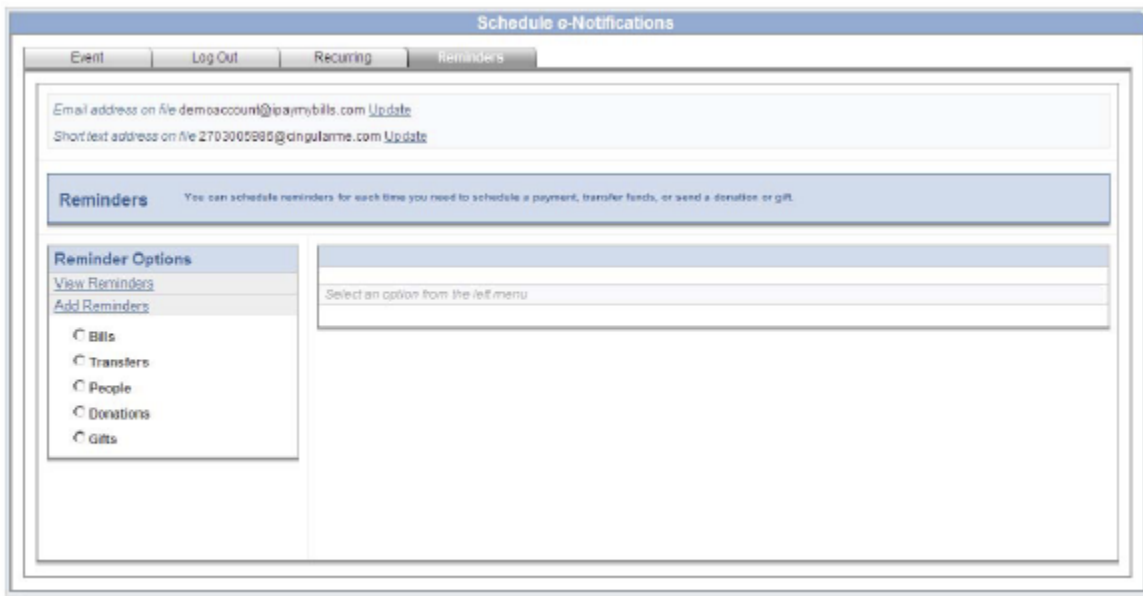 Schedule e-Notifications
Event Log Out Recurring Reminders
Email address on file demoaccount@ipaymybills.com Update
Short text address on file 2703005985@cingularme.com Update
Reminders You can schedule reminders for each time you need to schedule a payment, transfer funds, or send a donation or gift.
Reminder Options
View Reminders
Select an option from the left menu
Add Reminders
Bills
Transfers
People
Donations
Gifts